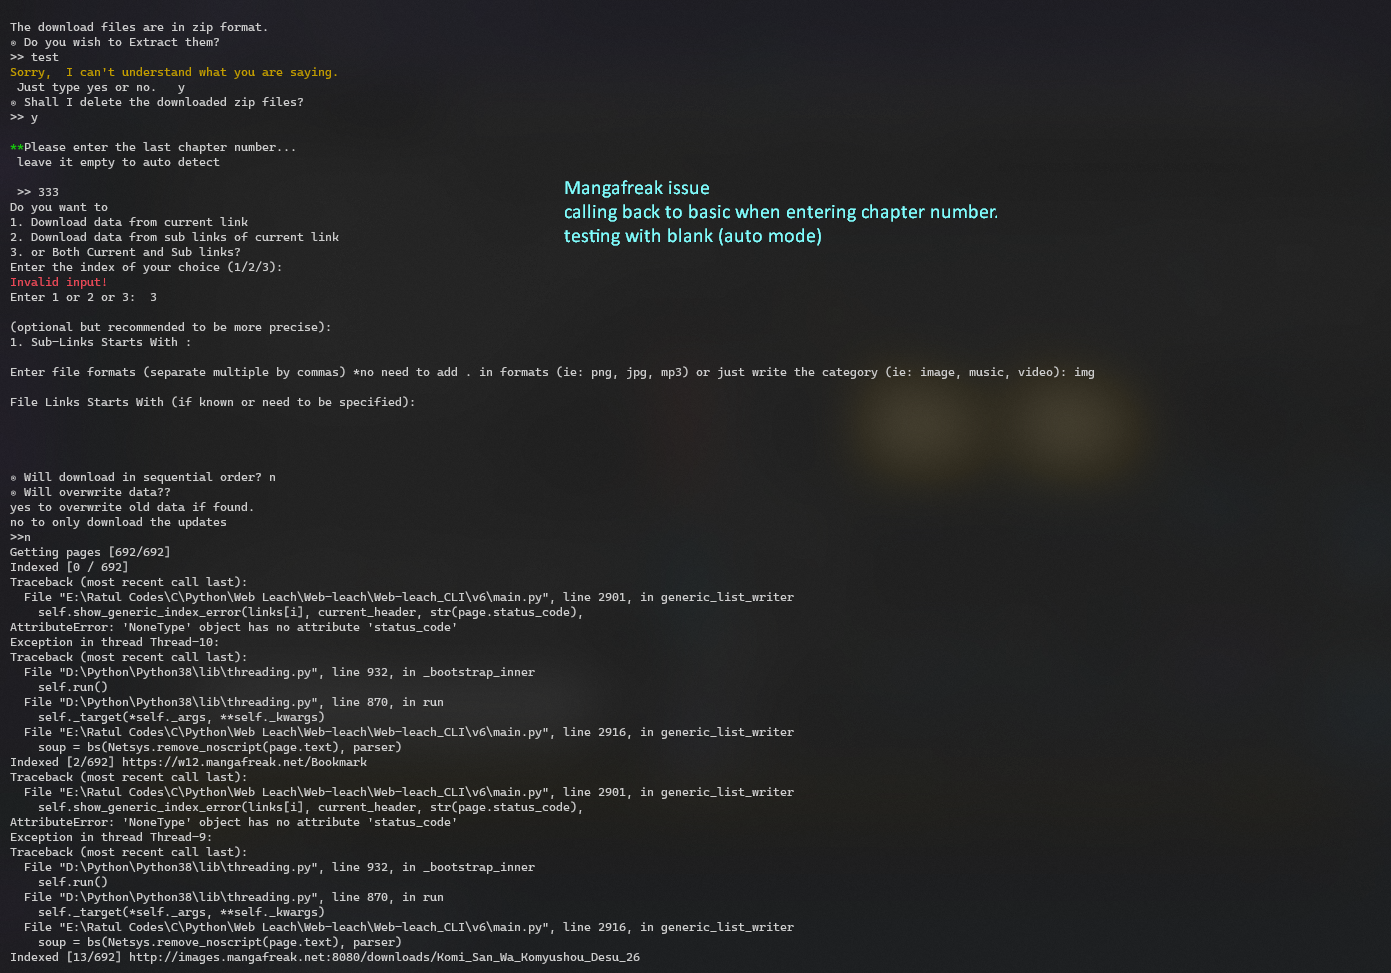 The download files are in zip format.
⍟ Do you wish to Extract them?
>> test
Sorry,  I can't understand what you are saying.
 Just type yes or no.   y
⍟ Shall I delete the downloaded zip files?
>> y
**Please enter the last chapter number...
 leave it empty to auto detect
 >> 333
Mangafreak issue
calling back to basic when entering chapter number.
testing with blank (auto mode)
Do you want to
1. Download data from current link
2. Download data from sub links of current link
3. or Both Current and Sub links?
Enter the index of your choice (1/2/3):
Invalid input!
Enter 1 or 2 or 3:  3
(optional but recommended to be more precise):
1. Sub-Links Starts With :
Enter file formats (separate multiple by commas) *no need to add . in formats (ie: png, jpg, mp3) or just write the category (ie: image, music, video): img
File Links Starts With (if known or need to be specified):
⍟ Will download in sequential order? n
⍟ Will overwrite data??
yes to overwrite old data if found.
no to only download the updates
>>n
Getting pages [692/692]
Indexed [0 / 692]
Traceback (most recent call last):
  File "E:\Ratul Codes\C\Python\Web Leach\Web-leach\Web-leach_CLI\v6\main.py", line 2901, in generic_list_writer
    self.show_generic_index_error(links[i], current_header, str(page.status_code),
AttributeError: 'NoneType' object has no attribute 'status_code'
Exception in thread Thread-10:
Traceback (most recent call last):
  File "D:\Python\Python38\lib\threading.py", line 932, in _bootstrap_inner
    self.run()
  File "D:\Python\Python38\lib\threading.py", line 870, in run
    self._target(*self._args, **self._kwargs)
  File "E:\Ratul Codes\C\Python\Web Leach\Web-leach\Web-leach_CLI\v6\main.py", line 2916, in generic_list_writer
    soup = bs(Netsys.remove_noscript(page.text), parser)
Indexed [2/692] https://w12.mangafreak.net/Bookmark
Traceback (most recent call last):
  File "E:\Ratul Codes\C\Python\Web Leach\Web-leach\Web-leach_CLI\v6\main.py", line 2901, in generic_list_writer
    self.show_generic_index_error(links[i], current_header, str(page.status_code),
AttributeError: 'NoneType' object has no attribute 'status_code'
Exception in thread Thread-9:
Traceback (most recent call last):
  File "D:\Python\Python38\lib\threading.py", line 932, in _bootstrap_inner
    self.run()
  File "D:\Python\Python38\lib\threading.py", line 870, in run
    self._target(*self._args, **self._kwargs)
  File "E:\Ratul Codes\C\Python\Web Leach\Web-leach\Web-leach_CLI\v6\main.py", line 2916, in generic_list_writer
    soup = bs(Netsys.remove_noscript(page.text), parser)
Indexed [13/692] http://images.mangafreak.net:8080/downloads/Komi_San_Wa_Komyushou_Desu_26